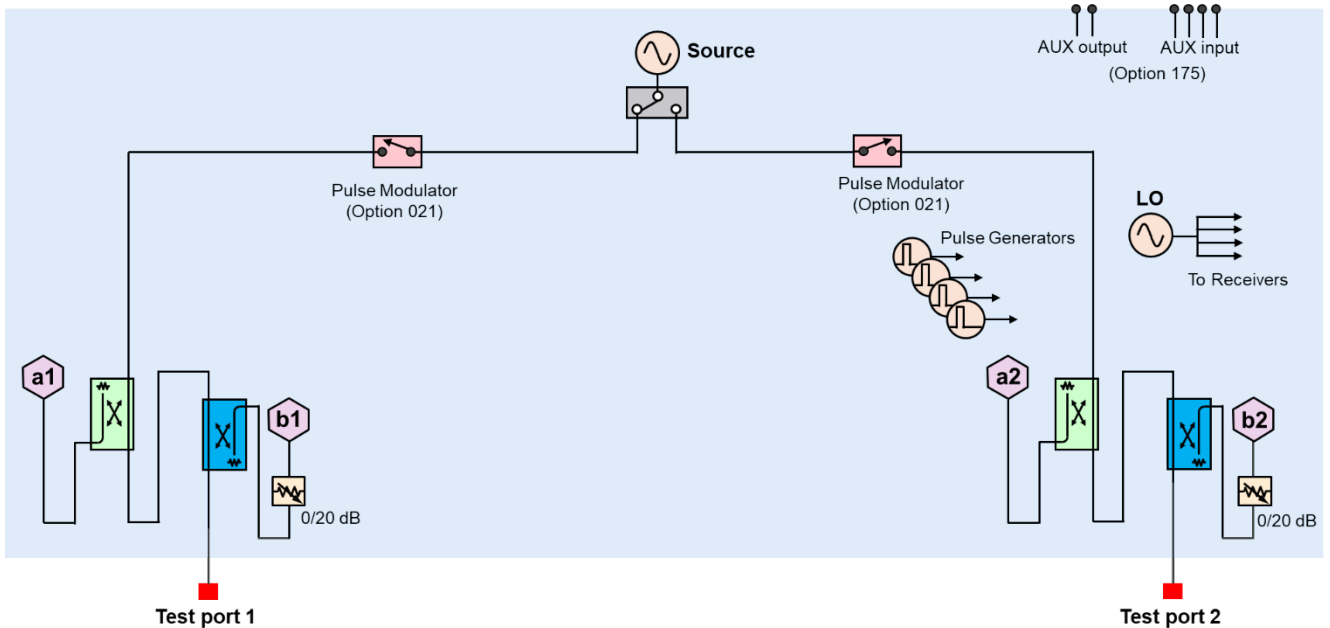 Source
AUX output
AUX input
(Option 175)
Pulse Modulator
(Option 021)
Pulse Modulator
(Option 021)
LO
Pulse Generators
To Receivers
a1
b1
0/20 dB
a2
b2
0/20 dB
Test port 1
Test port 2